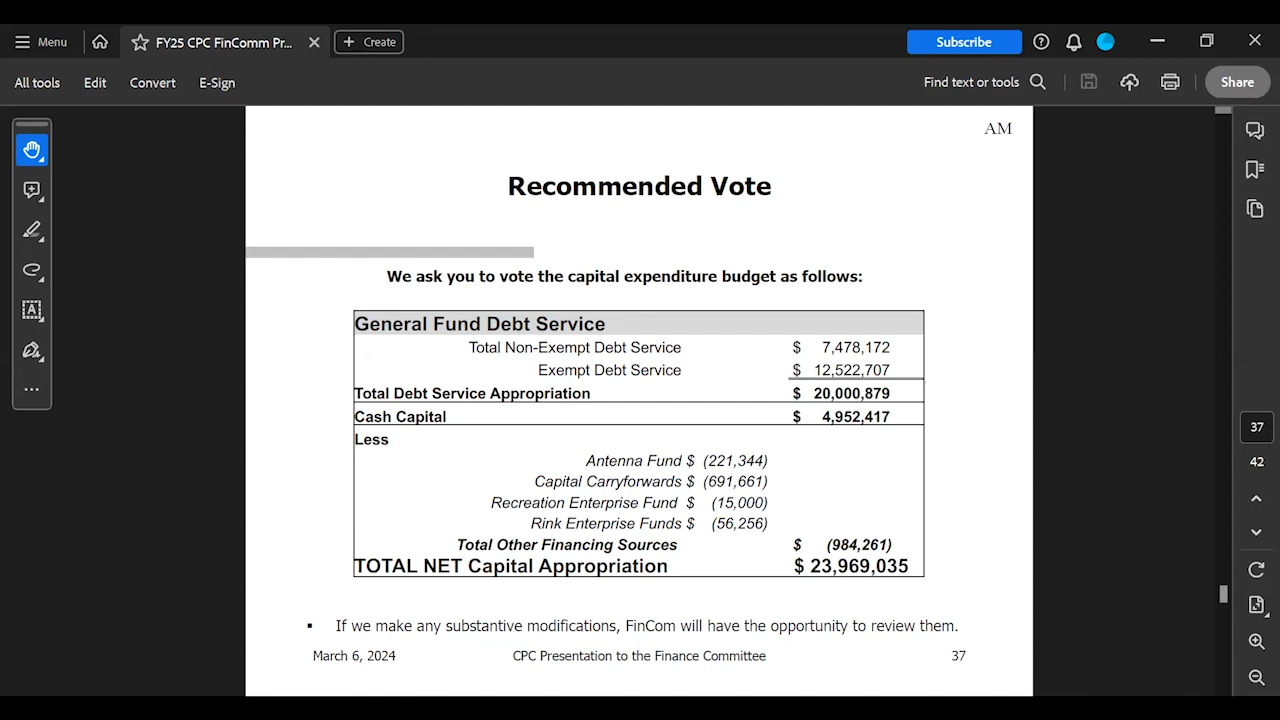 Menu
FY25 CPC FinComm Pr...
Create
Subscribe
All tools
Edit
Convert
E-Sign
Find text or tools
Share
AM
Recommended Vote
We ask you to vote the capital expenditure budget as follows:
General Fund Debt Service
Total Non-Exempt Debt Service $ 7,478,172
Exempt Debt Service $ 12,522,707
Total Debt Service Appropriation $ 20,000,879
Cash Capital $ 4,952,417
Less
Antenna Fund $ (221,344)
Capital Carryforwards $ (691,661)
Recreation Enterprise Fund $ (15,000)
Rink Enterprise Funds $ (56,256)
Total Other Financing Sources $ (984,261)
TOTAL NET Capital Appropriation $ 23,969,035
▪ If we make any substantive modifications, FinCom will have the opportunity to review them.
March 6, 2024 CPC Presentation to the Finance Committee 37
37
42